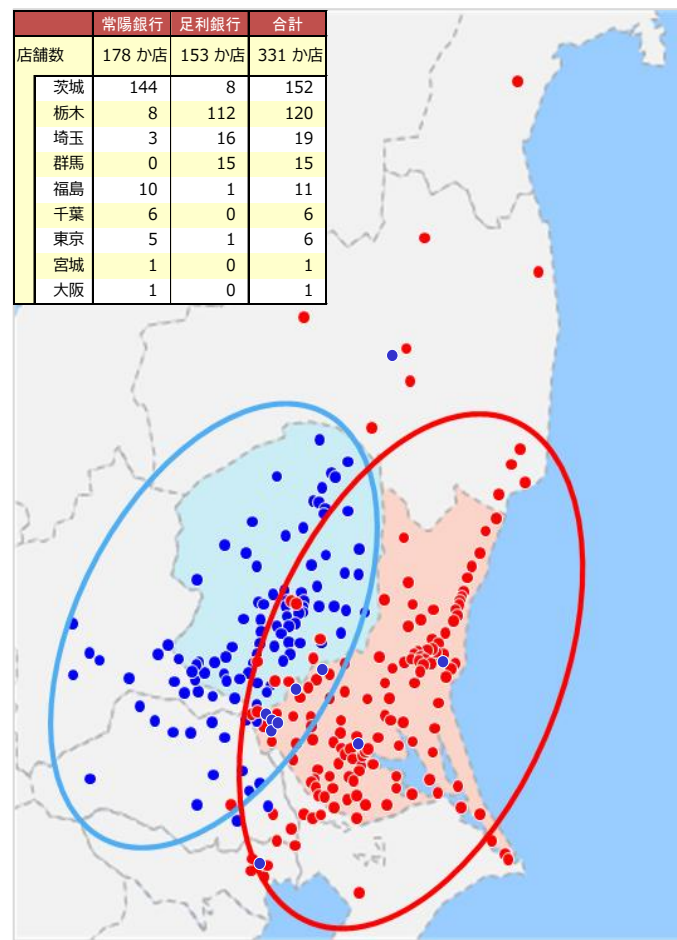 常陽銀行 足利銀行 合計
店舗数 178 か店 153 か店 331 か店
茨城 144 8 152
栃木 8 112 120
埼玉 3 16 19
群馬 0 15 15
福島 10 1 11
千葉 6 0 6
東京 5 1 6
宮城 1 0 1
大阪 1 0 1